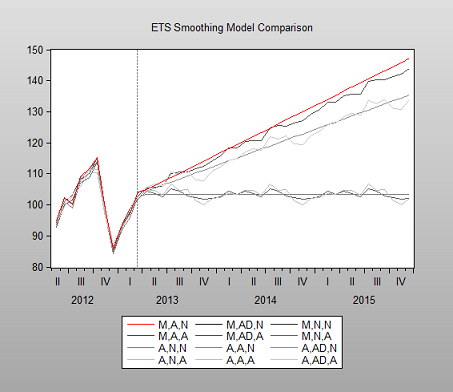 ETS Smoothing Model Comparison
150
140
130
120
110
100
90
80
II III IV I II III IV I II III IV I II III IV
2012 2013 2014 2015
M,A,N M,AD,N M,N,N
M,A,A M,AD,A M,N,A
A,N,N A,A,N A,AD,N
A,N,A A,A,A A,AD,A